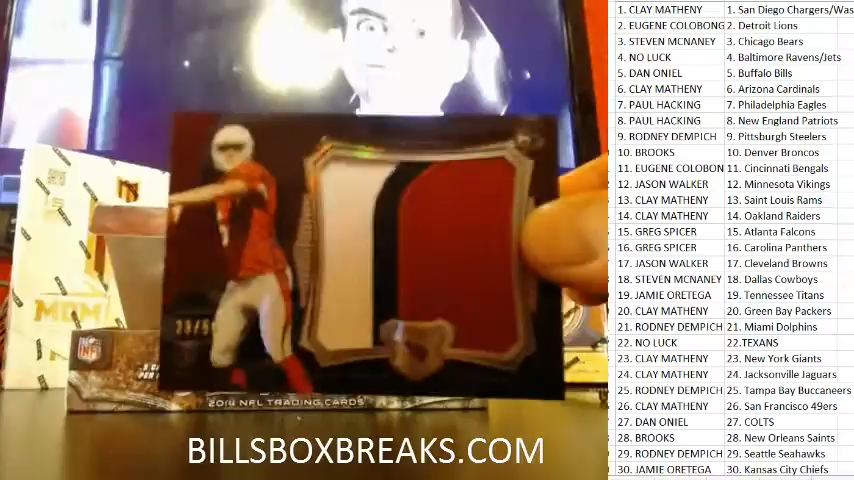 1. CLAY MATHENY 1. San Diego Chargers/Was
2. EUGENE COLOBONG 2. Detroit Lions
3. STEVEN MCNANEY 3. Chicago Bears
4. NO LUCK 4. Baltimore Ravens/Jets
5. DAN ONIEL 5. Buffalo Bills
6. CLAY MATHENY 6. Arizona Cardinals
7. PAUL HACKING 7. Philadelphia Eagles
8. PAUL HACKING 8. New England Patriots
9. RODNEY DEMPICH 9. Pittsburgh Steelers
10. BROOKS 10. Denver Broncos
11. EUGENE COLOBON 11. Cincinnati Bengals
12. JASON WALKER 12. Minnesota Vikings
13. CLAY MATHENY 13. Saint Louis Rams
14. CLAY MATHENY 14. Oakland Raiders
15. GREG SPICER 15. Atlanta Falcons
16. GREG SPICER 16. Carolina Panthers
17. JASON WALKER 17. Cleveland Browns
18. STEVEN MCNANEY 18. Dallas Cowboys
19. JAMIE ORETEGA 19. Tennessee Titans
20. CLAY MATHENY 20. Green Bay Packers
21. RODNEY DEMPICH 21. Miami Dolphins
22. NO LUCK 22.TEXANS
23. CLAY MATHENY 23. New York Giants
24. CLAY MATHENY 24. Jacksonville Jaguars
25. RODNEY DEMPICH 25. Tampa Bay Buccaneers
26. CLAY MATHENY 26. San Francisco 49ers
27. DAN ONIEL 27. COLTS
28. BROOKS 28. New Orleans Saints
29. RODNEY DEMPICH 29. Seattle Seahawks
30. JAMIE ORETEGA 30. Kansas City Chiefs
NFL
2014 NFL TRADING CARDS
BILLSBOXBREAKS.COM